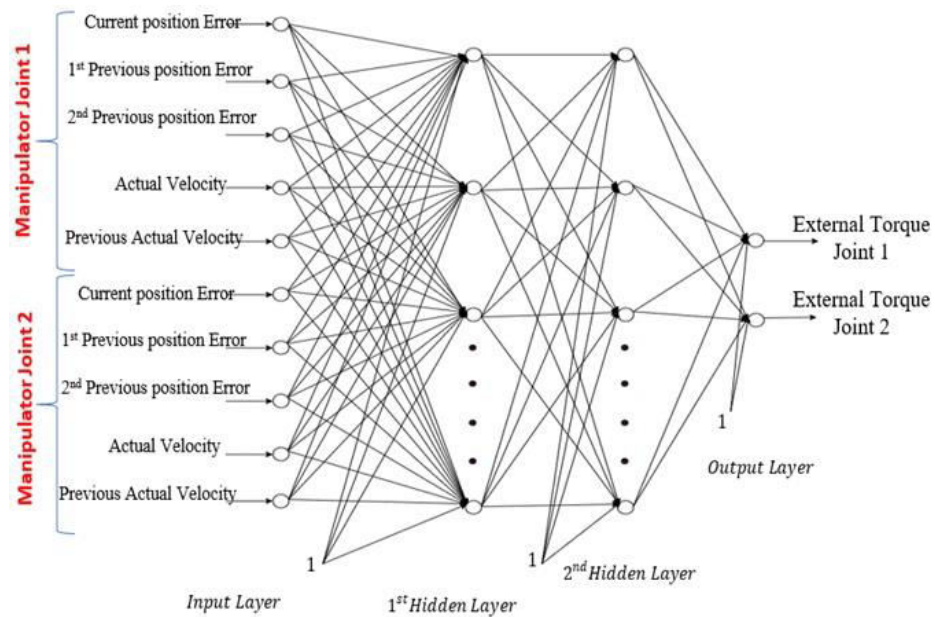 Manipulator Joint 1
Current position Error
1st Previous position Error
2nd Previous position Error
Actual Velocity
Previous Actual Velocity
Manipulator Joint 2
Current position Error
1st Previous position Error
2nd Previous position Error
Actual Velocity
Previous Actual Velocity
External Torque
Joint 1
External Torque
Joint 2
1
1
1
Input Layer
1st Hidden Layer
2nd Hidden Layer
Output Layer